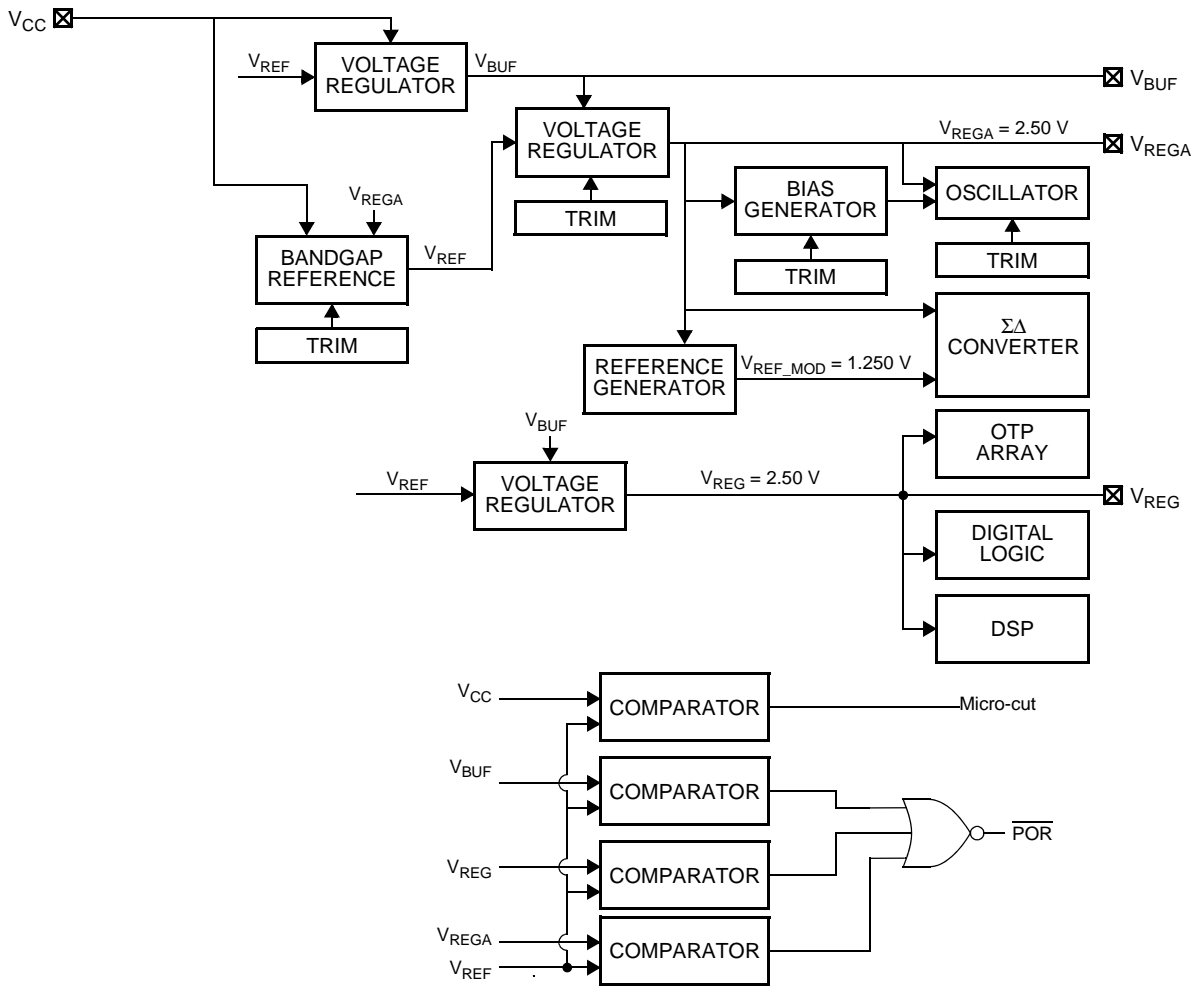 VCC
VREF
VOLTAGE
REGULATOR
VBUF
VBUF
VOLTAGE
REGULATOR
VREGA = 2.50 V
VREGA
TRIM
BIAS
GENERATOR
OSCILLATOR
TRIM
TRIM
VREGA
BANDGAP
REFERENCE
VREF
TRIM
ΣΔ
CONVERTER
REFERENCE
GENERATOR
VREF_MOD = 1.250 V
VBUF
VREF
VOLTAGE
REGULATOR
VREG = 2.50 V
VREG
OTP
ARRAY
DIGITAL
LOGIC
DSP
VCC
COMPARATOR
Micro-cut
VBUF
COMPARATOR
POR
VREG
COMPARATOR
VREGA
VREF
COMPARATOR